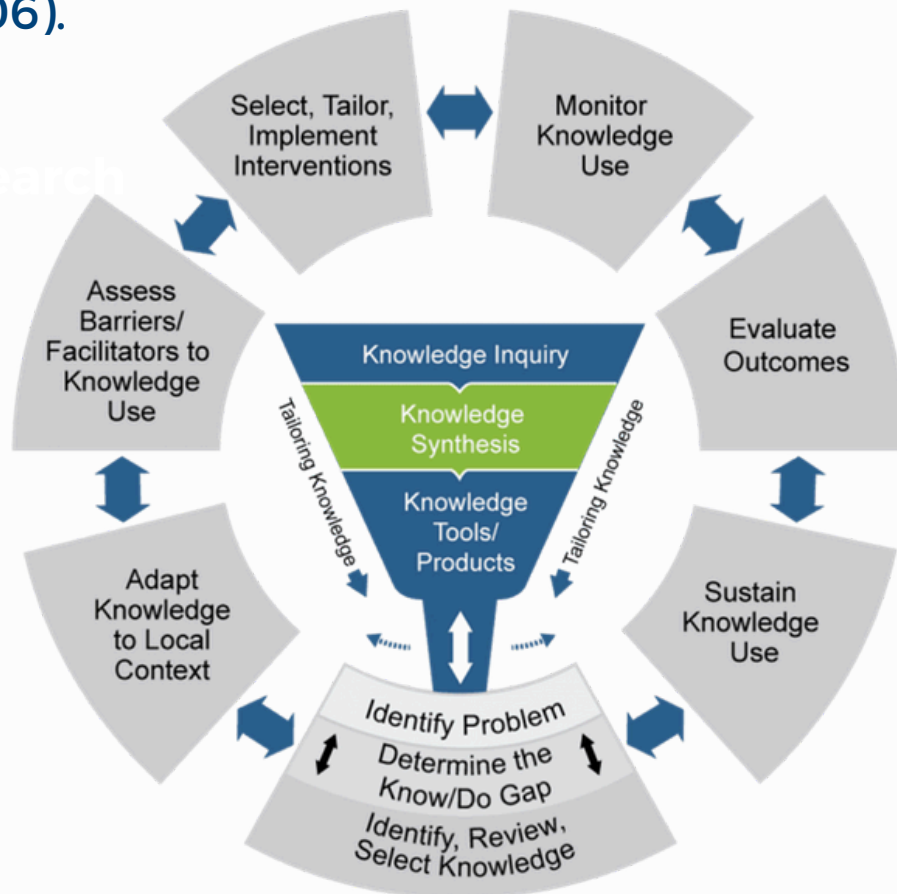 06).
earch
Select, Tailor,
Implement
Interventions
Monitor
Knowledge
Use
Assess
Barriers/
Facilitators to
Knowledge
Use
Evaluate
Outcomes
Knowledge Inquiry
Knowledge
Synthesis
Knowledge
Tools/
Products
Tailoring Knowledge
Tailoring Knowledge
Adapt
Knowledge
to Local
Context
Sustain
Knowledge
Use
Identify Problem
Determine the
Know/Do Gap
Identify, Review,
Select Knowledge